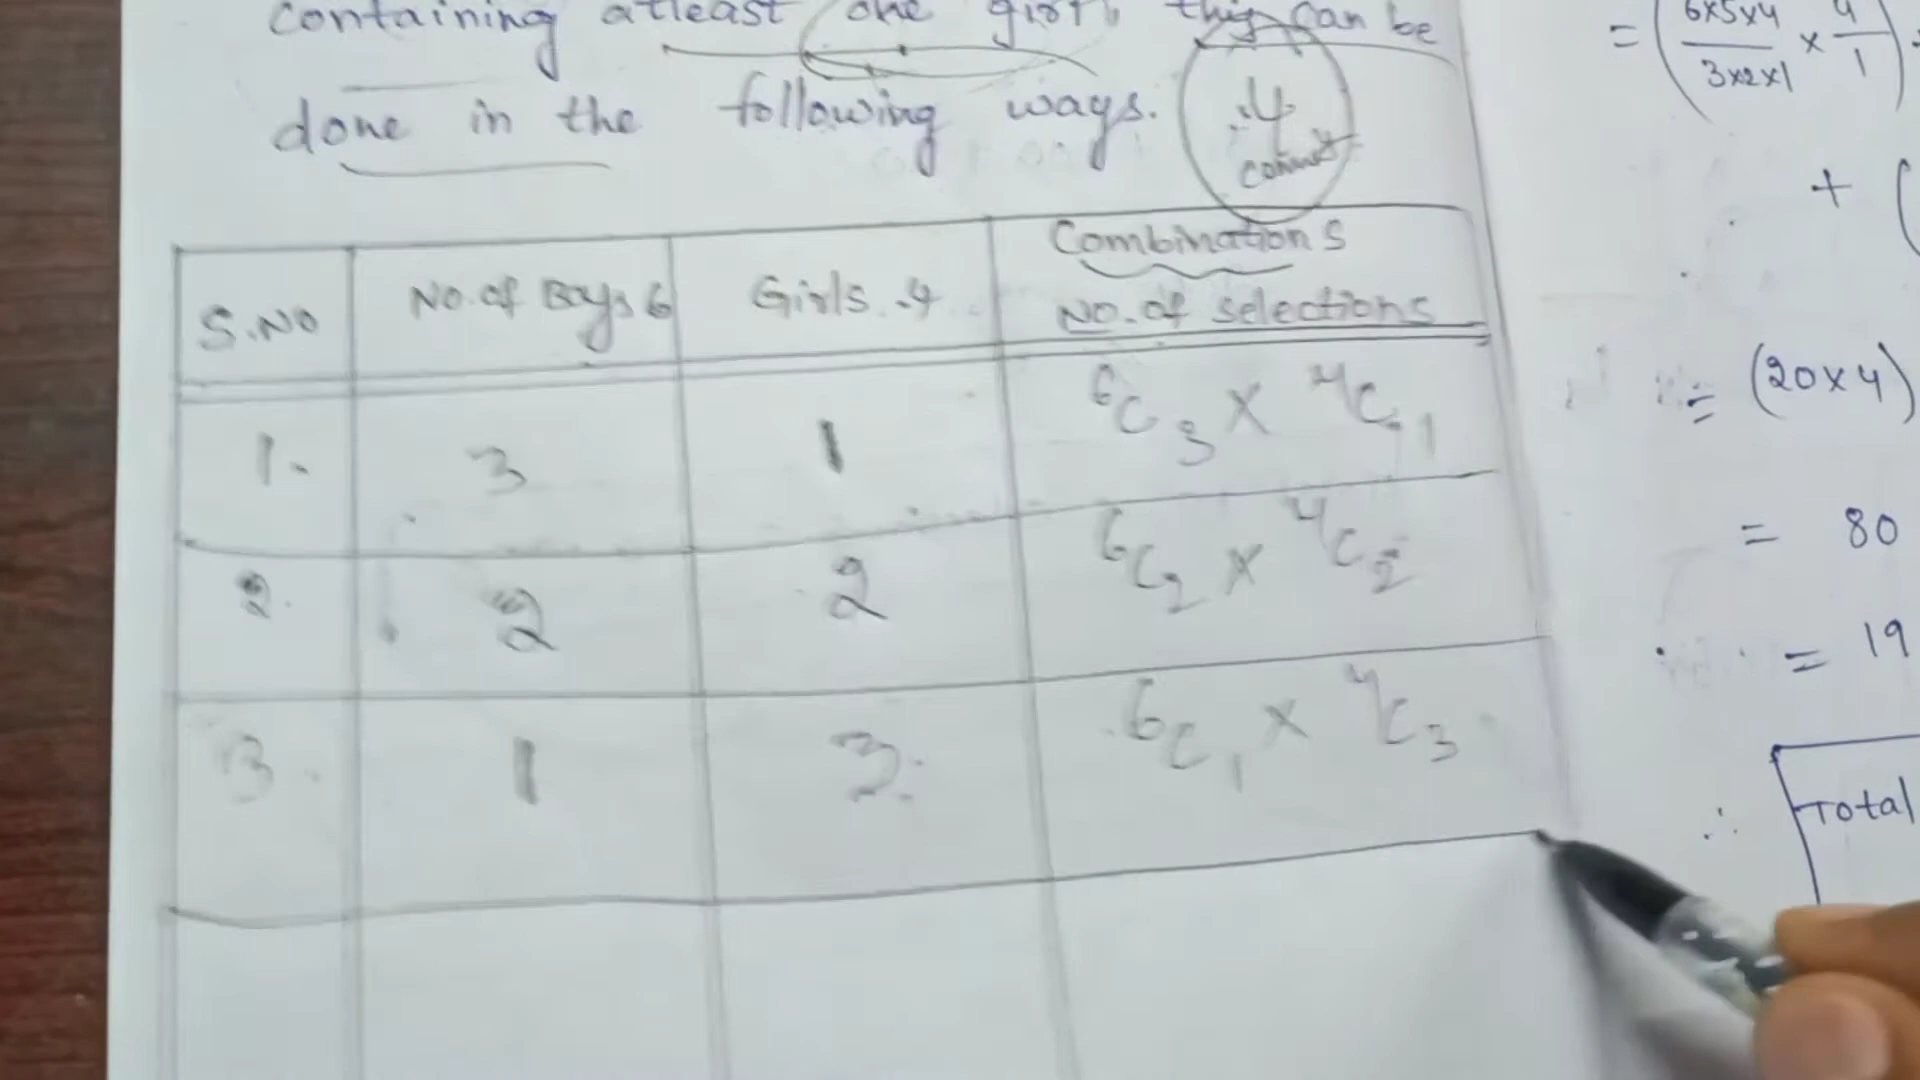 containing atleast one girl, this can be
done in the following ways.
4
S.NO No. of Boys 6 Girls. 4 Combinations
No. of selections
1. 3 1 ⁶C₃ X ⁴C₁
2. 2 2 ⁶C₂ X ⁴C₂
3. 1 3. ⁶C₁ X ⁴C₃
= (6x5x4/3x2x1 x 4/1)
+ (
= (20x4)
= 80
= 19
∴ Total